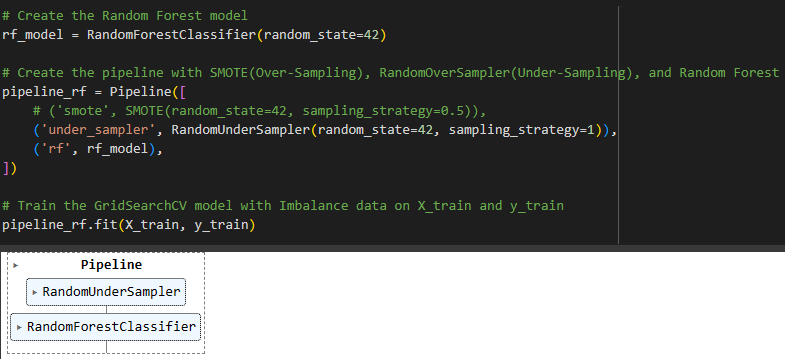 # Create the Random Forest model
rf_model = RandomForestClassifier(random_state=42)
# Create the pipeline with SMOTE(Over-Sampling), RandomOverSampler(Under-Sampling), and Random Forest
pipeline_rf = Pipeline([
    # ('smote', SMOTE(random_state=42, sampling_strategy=0.5)),
    ('under_sampler', RandomUnderSampler(random_state=42, sampling_strategy=1)),
    ('rf', rf_model),
])
# Train the GridSearchCV model with Imbalance data on X_train and y_train
pipeline_rf.fit(X_train, y_train)
Pipeline
RandomUnderSampler
RandomForestClassifier